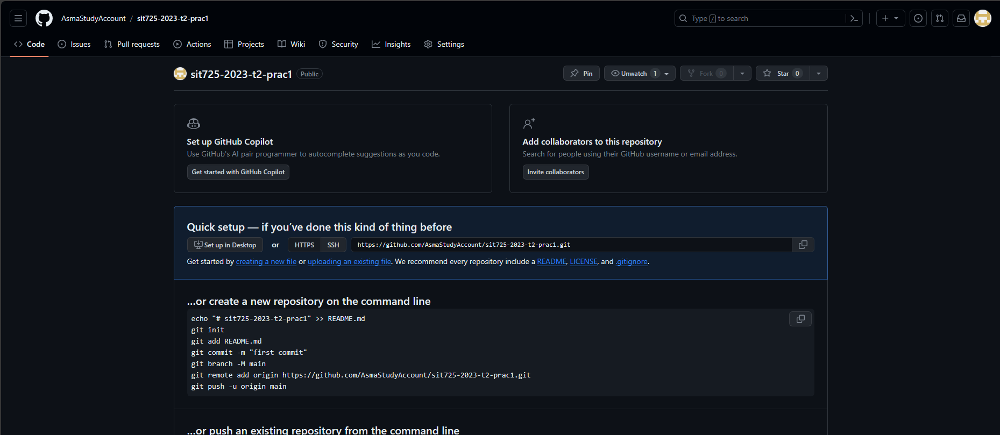 AsmaStudyAccount / sit725-2023-t2-prac1
Type / to search
Code Issues Pull requests Actions Projects Wiki Security Insights Settings
sit725-2023-t2-prac1 Public
Pin Unwatch 1 Fork 0 Star 0
Set up GitHub Copilot
Use GitHub's AI pair programmer to autocomplete suggestions as you code.
Get started with GitHub Copilot
Add collaborators to this repository
Search for people using their GitHub username or email address.
Invite collaborators
Quick setup — if you’ve done this kind of thing before
Set up in Desktop or HTTPS SSH https://github.com/AsmaStudyAccount/sit725-2023-t2-prac1.git
Get started by creating a new file or uploading an existing file. We recommend every repository include a README, LICENSE, and .gitignore.
…or create a new repository on the command line
echo "# sit725-2023-t2-prac1" >> README.md
git init
git add README.md
git commit -m "first commit"
git branch -M main
git remote add origin https://github.com/AsmaStudyAccount/sit725-2023-t2-prac1.git
git push -u origin main
…or push an existing repository from the command line